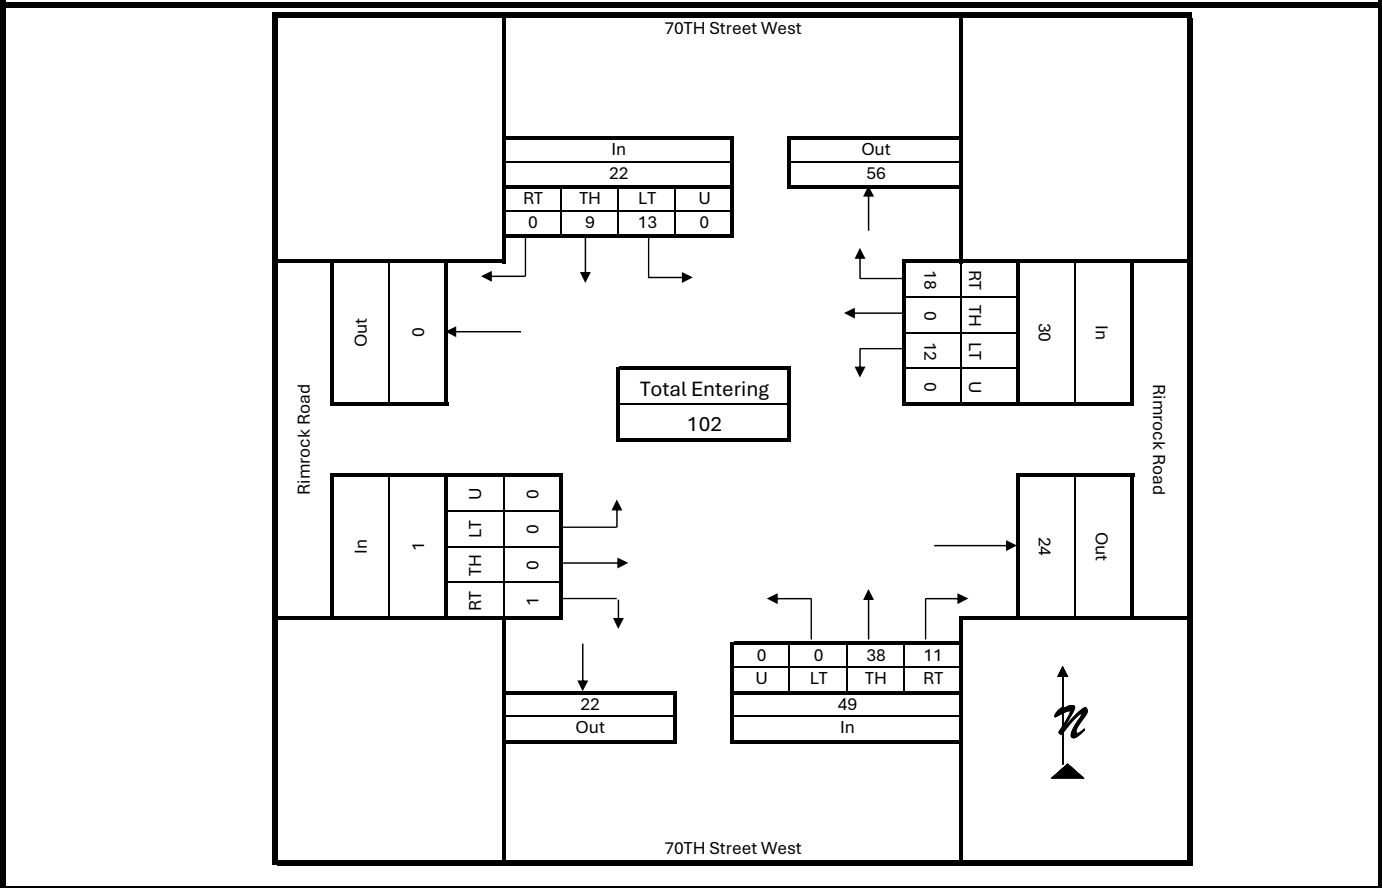 70TH Street West
In
22
RT TH LT U
0 9 13 0
Out
56
Out
0
Rimrock Road
18 RT
0 TH
12 LT
0 U
30
In
Rimrock Road
Total Entering
102
In
1
U 0
LT 0
TH 0
RT 1
24
Out
22
Out
0 0 38 11
U LT TH RT
49
In
N
70TH Street West